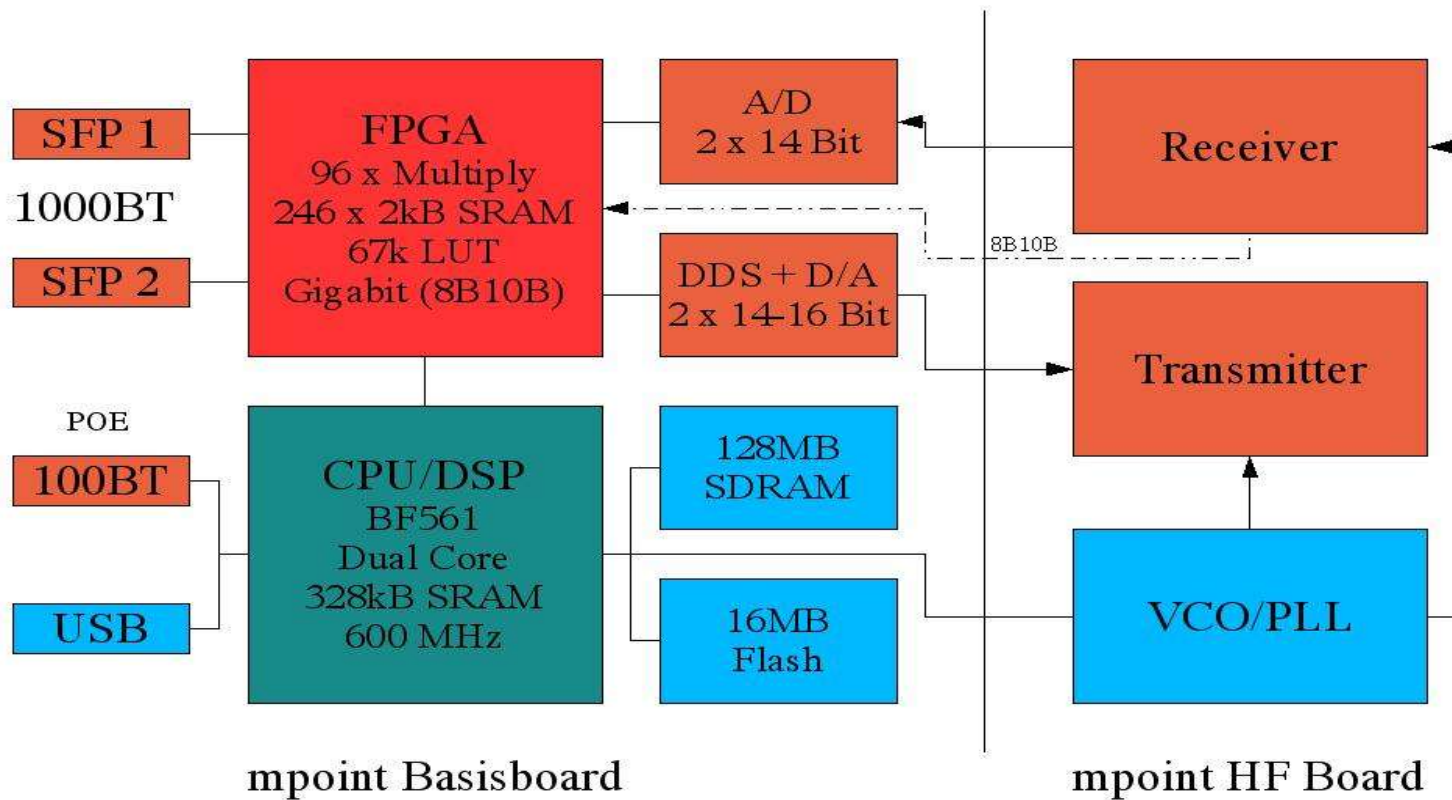 SFP 1
1000BT
SFP 2
FPGA
96 x Multiply
246 x 2kB SRAM
67k LUT
Gigabit (8B10B)
A/D
2 x 14 Bit
DDS + D/A
2 x 14-16 Bit
8B10B
Receiver
Transmitter
POE
100BT
USB
CPU/DSP
BF561
Dual Core
328kB SRAM
600 MHz
128MB
SDRAM
16MB
Flash
VCO/PLL
mpoint Basisboard
mpoint HF Board